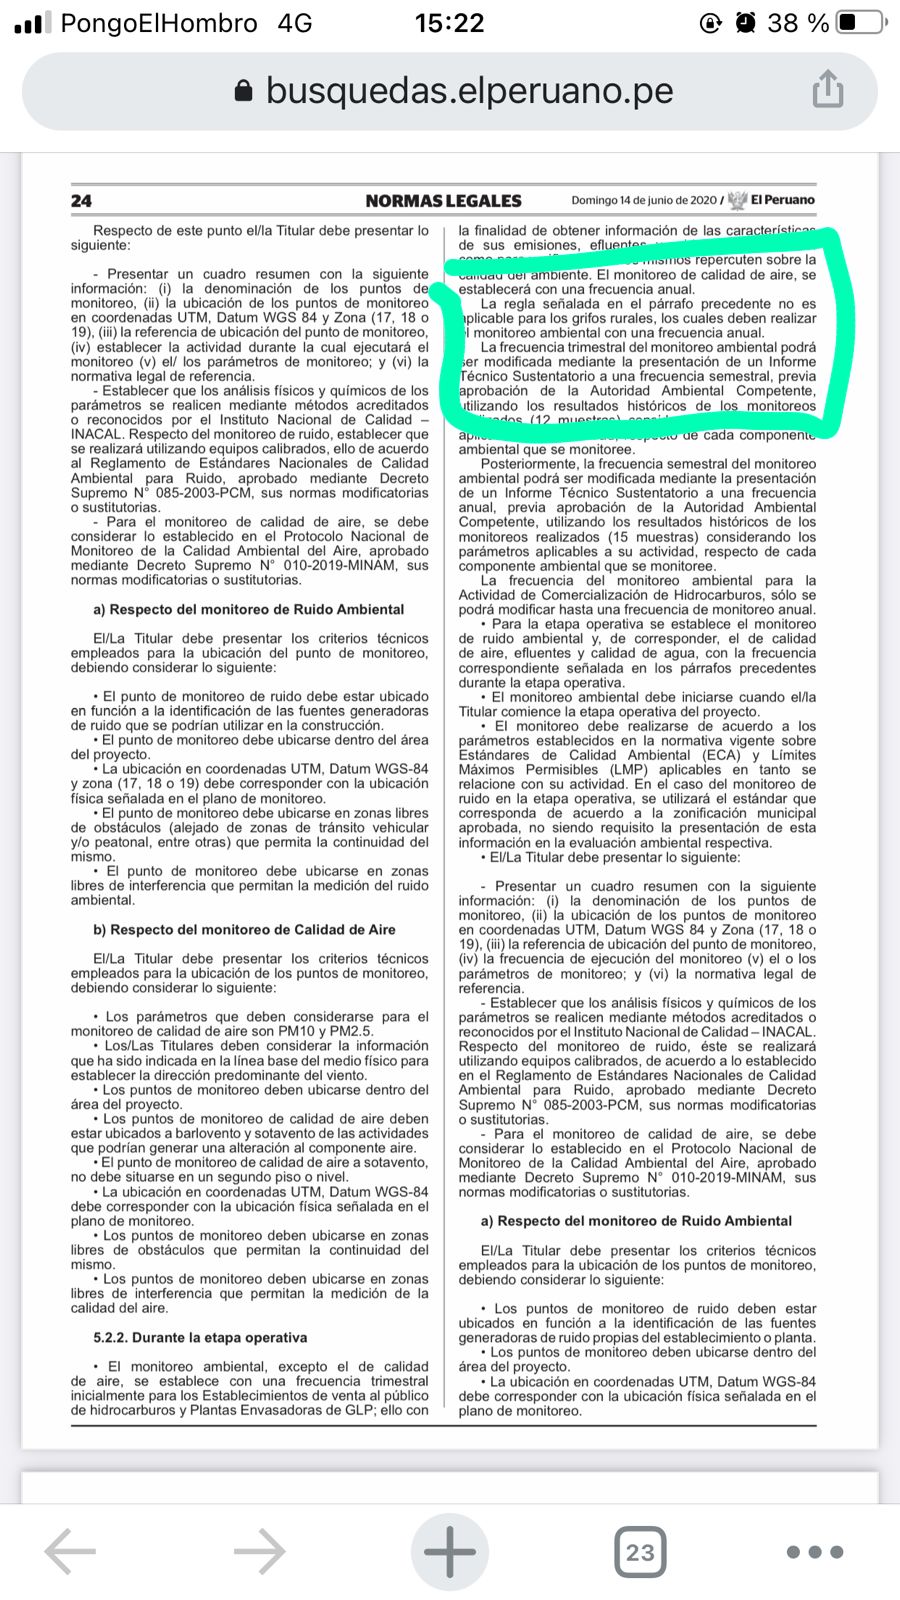 PongoElHombro 4G 15:22 38 %
busquedas.elperuano.pe
24 NORMAS LEGALES Domingo 14 de junio de 2020 / El Peruano
Respecto de este punto el/la Titular debe presentar lo
siguiente:
- Presentar un cuadro resumen con la siguiente
información: (i) la denominación de los puntos de
monitoreo, (ii) la ubicación de los puntos de monitoreo
en coordenadas UTM, Datum WGS 84 y Zona (17, 18 o
19), (iii) la referencia de ubicación del punto de monitoreo,
(iv) establecer la actividad durante la cual ejecutará el
monitoreo (v) el/ los parámetros de monitoreo; y (vi) la
normativa legal de referencia.
- Establecer que los análisis físicos y químicos de los
parámetros se realicen mediante métodos acreditados
o reconocidos por el Instituto Nacional de Calidad –
INACAL. Respecto del monitoreo de ruido, establecer que
se realizará utilizando equipos calibrados, ello de acuerdo
al Reglamento de Estándares Nacionales de Calidad
Ambiental para Ruido, aprobado mediante Decreto
Supremo N° 085-2003-PCM, sus normas modificatorias
o sustitutorias.
- Para el monitoreo de calidad de aire, se debe
considerar lo establecido en el Protocolo Nacional de
Monitoreo de la Calidad Ambiental del Aire, aprobado
mediante Decreto Supremo N° 010-2019-MINAM, sus
normas modificatorias o sustitutorias.
a) Respecto del monitoreo de Ruido Ambiental
El/La Titular debe presentar los criterios técnicos
empleados para la ubicación del punto de monitoreo,
debiendo considerar lo siguiente:
• El punto de monitoreo de ruido debe estar ubicado
en función a la identificación de las fuentes generadoras
de ruido que se podrían utilizar en la construcción.
• El punto de monitoreo debe ubicarse dentro del área
del proyecto.
• La ubicación en coordenadas UTM, Datum WGS-84
y zona (17, 18 o 19) debe corresponder con la ubicación
física señalada en el plano de monitoreo.
• El punto de monitoreo debe ubicarse en zonas libres
de obstáculos (alejado de zonas de tránsito vehicular
y/o peatonal, entre otras) que permita la continuidad del
mismo.
• El punto de monitoreo debe ubicarse en zonas
libres de interferencia que permitan la medición del ruido
ambiental.
b) Respecto del monitoreo de Calidad de Aire
El/La Titular debe presentar los criterios técnicos
empleados para la ubicación de los puntos de monitoreo,
debiendo considerar lo siguiente:
• Los parámetros que deben considerarse para el
monitoreo de calidad de aire son PM10 y PM2.5.
• Los/Las Titulares deben considerar la información
que ha sido indicada en la línea base del medio físico para
establecer la dirección predominante del viento.
• Los puntos de monitoreo deben ubicarse dentro del
área del proyecto.
• Los puntos de monitoreo de calidad de aire deben
estar ubicados a barlovento y sotavento de las actividades
que podrían generar una alteración al componente aire.
• El punto de monitoreo de calidad de aire a sotavento,
no debe situarse en un segundo piso o nivel.
• La ubicación en coordenadas UTM, Datum WGS-84
debe corresponder con la ubicación física señalada en el
plano de monitoreo.
• Los puntos de monitoreo deben ubicarse en zonas
libres de obstáculos que permitan la continuidad del
mismo.
• Los puntos de monitoreo deben ubicarse en zonas
libres de interferencia que permitan la medición de la
calidad del aire.
5.2.2. Durante la etapa operativa
• El monitoreo ambiental, excepto el de calidad
de aire, se establece con una frecuencia trimestral
inicialmente para los Establecimientos de venta al público
de hidrocarburos y Plantas Envasadoras de GLP; ello con
la finalidad de obtener información de las características
de sus emisiones, efluentes
mismos repercuten sobre la
calidad del ambiente. El monitoreo de calidad de aire, se
establecerá con una frecuencia anual.
La regla señalada en el párrafo precedente no es
aplicable para los grifos rurales, los cuales deben realizar
el monitoreo ambiental con una frecuencia anual.
La frecuencia trimestral del monitoreo ambiental podrá
ser modificada mediante la presentación de un Informe
Técnico Sustentatorio a una frecuencia semestral, previa
aprobación de la Autoridad Ambiental Competente,
utilizando los resultados históricos de los monitoreos
(12 muestras)
respecto de cada componente
ambiental que se monitoree.
Posteriormente, la frecuencia semestral del monitoreo
ambiental podrá ser modificada mediante la presentación
de un Informe Técnico Sustentatorio a una frecuencia
anual, previa aprobación de la Autoridad Ambiental
Competente, utilizando los resultados históricos de los
monitoreos realizados (15 muestras) considerando los
parámetros aplicables a su actividad, respecto de cada
componente ambiental que se monitoree.
La frecuencia del monitoreo ambiental para la
Actividad de Comercialización de Hidrocarburos, sólo se
podrá modificar hasta una frecuencia de monitoreo anual.
• Para la etapa operativa se establece el monitoreo
de ruido ambiental y, de corresponder, el de calidad
de aire, efluentes y calidad de agua, con la frecuencia
correspondiente señalada en los párrafos precedentes
durante la etapa operativa.
• El monitoreo ambiental debe iniciarse cuando el/la
Titular comience la etapa operativa del proyecto.
• El monitoreo debe realizarse de acuerdo a los
parámetros establecidos en la normativa vigente sobre
Estándares de Calidad Ambiental (ECA) y Límites
Máximos Permisibles (LMP) aplicables en tanto se
relacione con su actividad. En el caso del monitoreo de
ruido en la etapa operativa, se utilizará el estándar que
corresponda de acuerdo a la zonificación municipal
aprobada, no siendo requisito la presentación de esta
información en la evaluación ambiental respectiva.
• El/La Titular debe presentar lo siguiente:
- Presentar un cuadro resumen con la siguiente
información: (i) la denominación de los puntos de
monitoreo, (ii) la ubicación de los puntos de monitoreo
en coordenadas UTM, Datum WGS 84 y Zona (17, 18 o
19), (iii) la referencia de ubicación del punto de monitoreo,
(iv) la frecuencia de ejecución del monitoreo (v) el o los
parámetros de monitoreo; y (vi) la normativa legal de
referencia.
- Establecer que los análisis físicos y químicos de los
parámetros se realicen mediante métodos acreditados o
reconocidos por el Instituto Nacional de Calidad – INACAL.
Respecto del monitoreo de ruido, éste se realizará
utilizando equipos calibrados, de acuerdo a lo establecido
en el Reglamento de Estándares Nacionales de Calidad
Ambiental para Ruido, aprobado mediante Decreto
Supremo N° 085-2003-PCM, sus normas modificatorias
o sustitutorias.
- Para el monitoreo de calidad de aire, se debe
considerar lo establecido en el Protocolo Nacional de
Monitoreo de la Calidad Ambiental del Aire, aprobado
mediante Decreto Supremo N° 010-2019-MINAM, sus
normas modificatorias o sustitutorias.
a) Respecto del monitoreo de Ruido Ambiental
El/La Titular debe presentar los criterios técnicos
empleados para la ubicación de los puntos de monitoreo,
debiendo considerar lo siguiente:
• Los puntos de monitoreo de ruido deben estar
ubicados en función a la identificación de las fuentes
generadoras de ruido propias del establecimiento o planta.
• Los puntos de monitoreo deben ubicarse dentro del
área del proyecto.
• La ubicación en coordenadas UTM, Datum WGS-84
debe corresponder con la ubicación física señalada en el
plano de monitoreo.
23